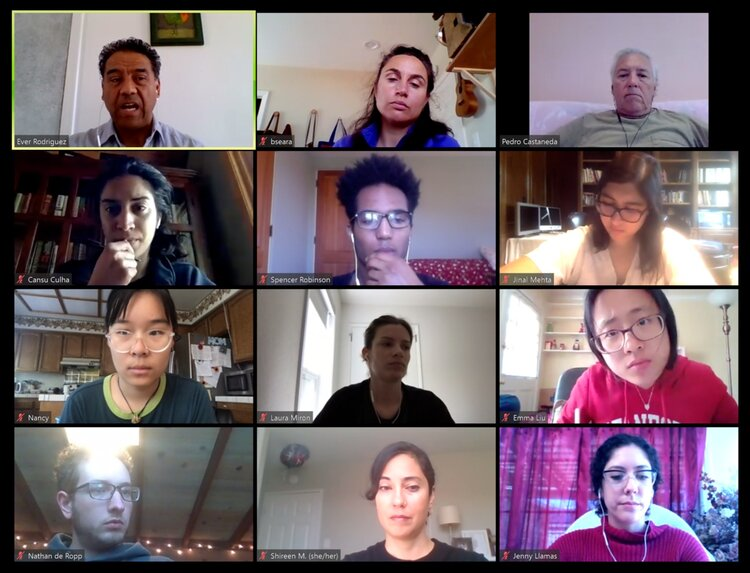 Ever Rodriguez
bseara
Pedro Castaneda
Cansu Culha
Spencer Robinson
Jinal Mehta
Nancy
Laura Miron
Emma Liu
Nathan de Ropp
Shireen M. (she/her)
Jenny Llamas